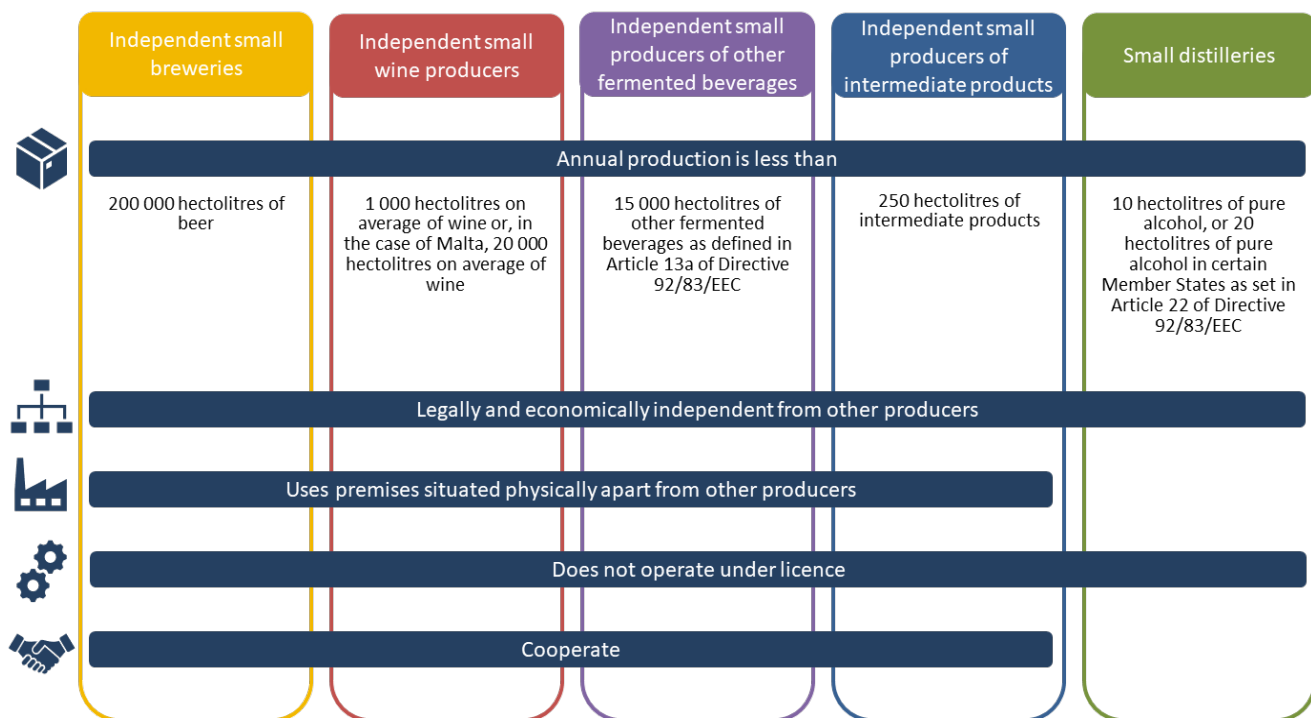 Independent small
breweries
Independent small
wine producers
Independent small
producers of other
fermented beverages
Independent small
producers of
intermediate products
Small distilleries
Annual production is less than
200 000 hectolitres of
beer
1 000 hectolitres on
average of wine or, in
the case of Malta, 20 000
hectolitres on average of
wine
15 000 hectolitres of
other fermented
beverages as defined in
Article 13a of Directive
92/83/EEC
250 hectolitres of
intermediate products
10 hectolitres of pure
alcohol, or 20
hectolitres of pure
alcohol in certain
Member States as set in
Article 22 of Directive
92/83/EEC
Legally and economically independent from other producers
Uses premises situated physically apart from other producers
Does not operate under licence
Cooperate